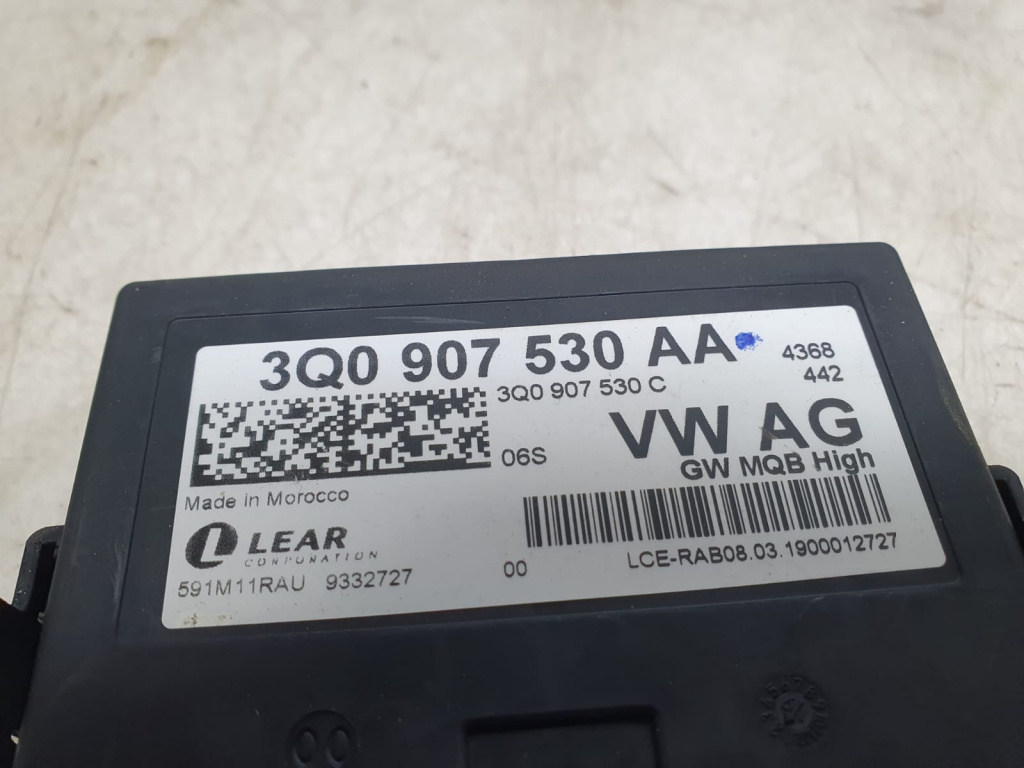 3Q0 907 530 AA
4368
3Q0 907 530 C
442
VW AG
06S
GW MQB High
Made in Morocco
LEAR
CORPORATION
LCE-RAB08.03.1900012727
591M11RAU 9332727
00